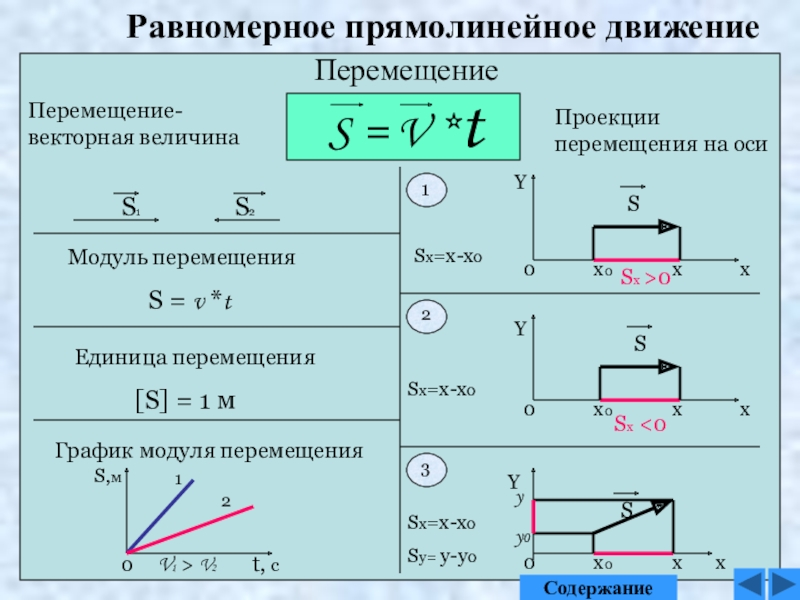 Равномерное прямолинейное движение
Перемещение
Перемещение-
векторная величина
S = V * t
Проекции
перемещения на оси
S1
S2
Модуль перемещения
S = v * t
Единица перемещения
[S] = 1 м
График модуля перемещения
S,м
1
2
0
V1 > V2
t, с
1
Sx=x-x0
Y
S
0
x0
x
x
Sx >0
2
Sx=x-x0
Y
S
0
x0
x
x
Sx <0
3
Sx=x-x0
Sy= y-y0
Y
y
S
y0
0
x0
x
x
Содержание